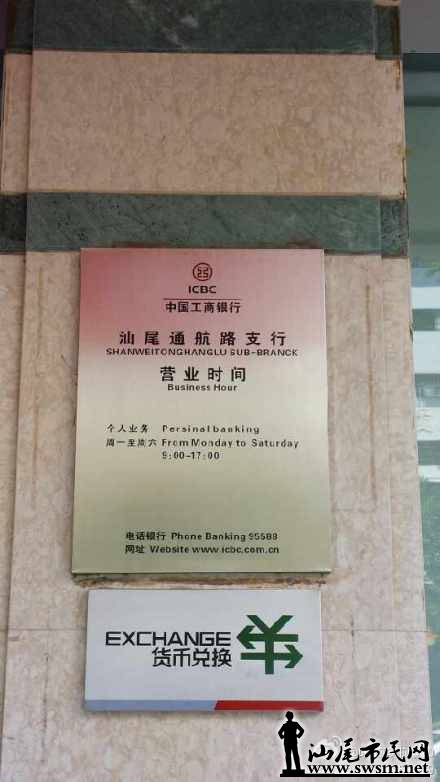 ICBC
中国工商银行
汕尾通航路支行
SHANWEITONGHANGLU SUB-BRANCK
营业时间
Business Hour
个人业务 Persinal banking
周一至周六 From Monday to Saturday
9:00-17:00
电话银行 Phone Banking 95588
网址 Website www.icbc.com.cn
EXCHANGE
货币兑换
汕尾市民网
www.swsm.net